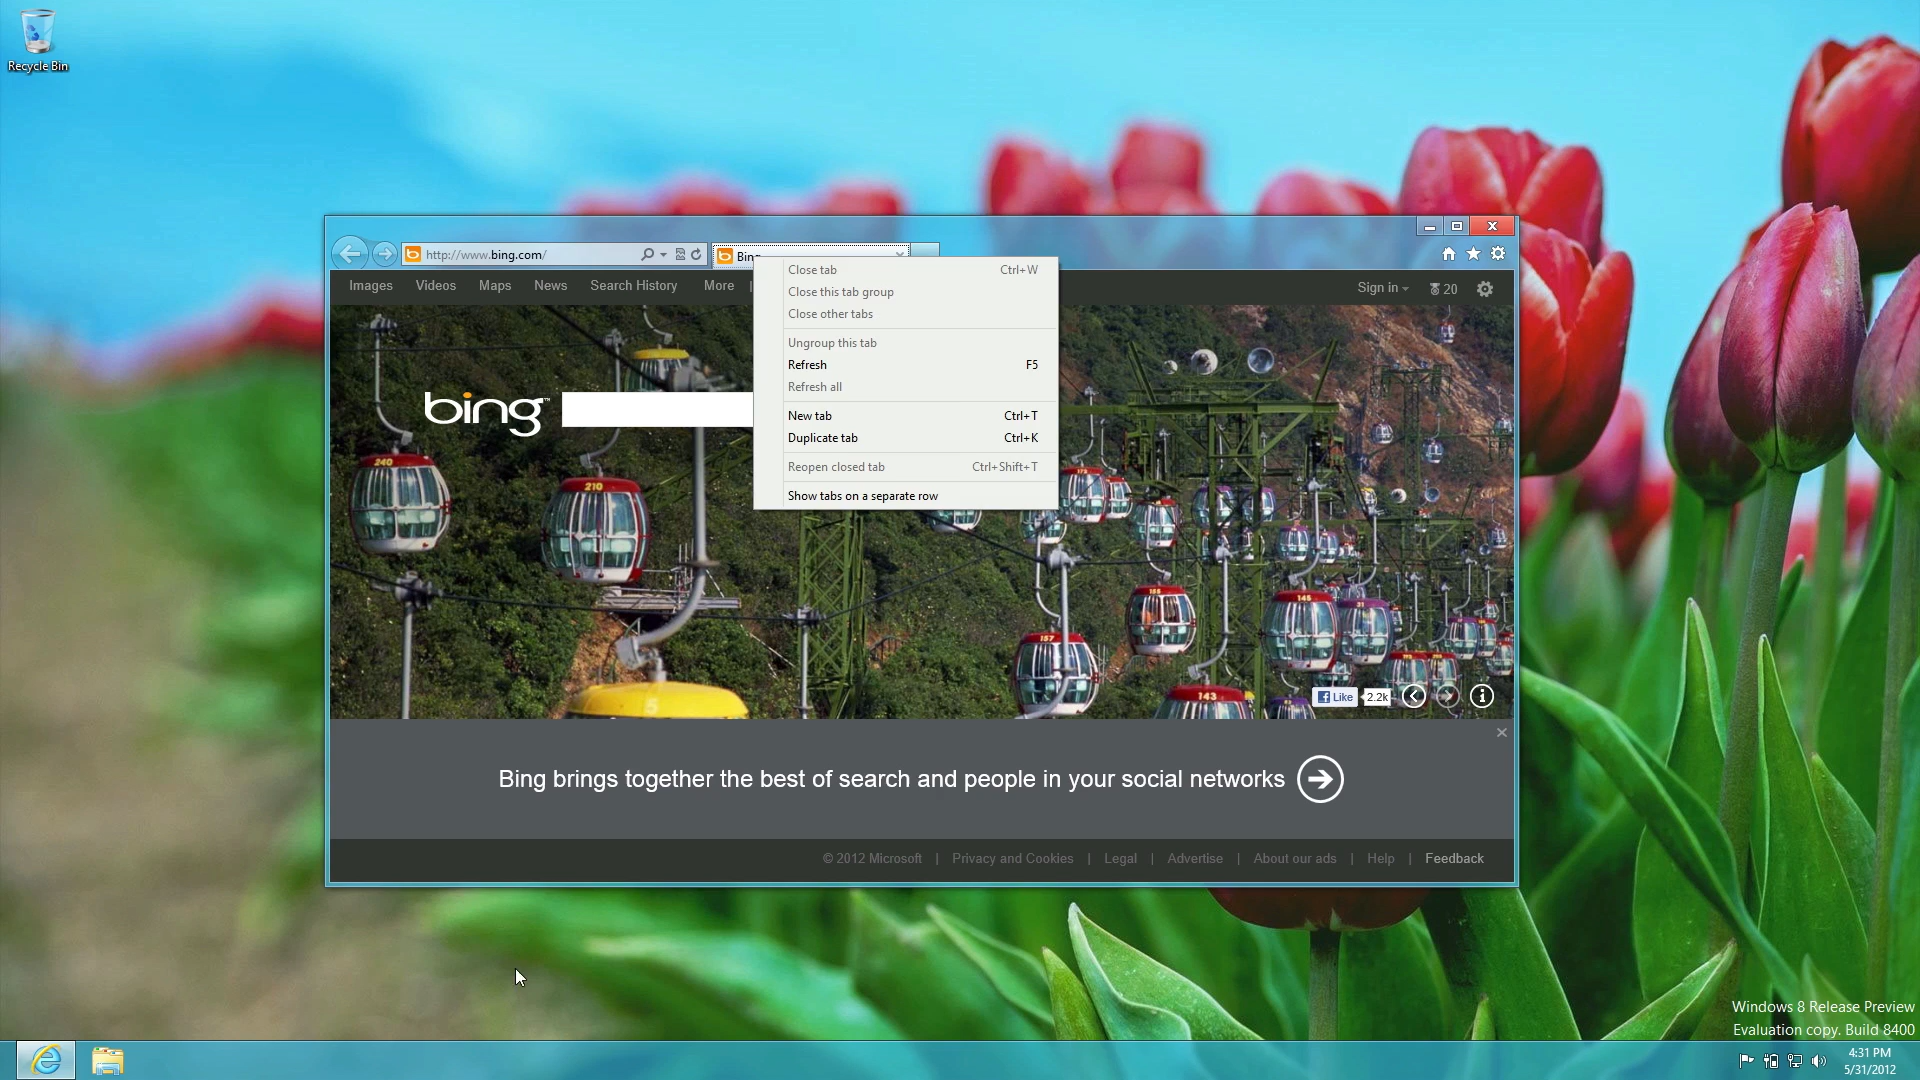 Recycle Bin
http://www.bing.com/
Bing
Images Videos Maps News Search History More |
Sign in 20
Close tab Ctrl+W
Close this tab group
Close other tabs
Ungroup this tab
Refresh F5
Refresh all
New tab Ctrl+T
Duplicate tab Ctrl+K
Reopen closed tab Ctrl+Shift+T
Show tabs on a separate row
bing™
240
210
172
155
145
31
157
143
5
Like 2.2k
Bing brings together the best of search and people in your social networks
© 2012 Microsoft | Privacy and Cookies | Legal | Advertise | About our ads | Help | Feedback
Windows 8 Release Preview
Evaluation copy. Build 8400
4:31 PM
5/31/2012